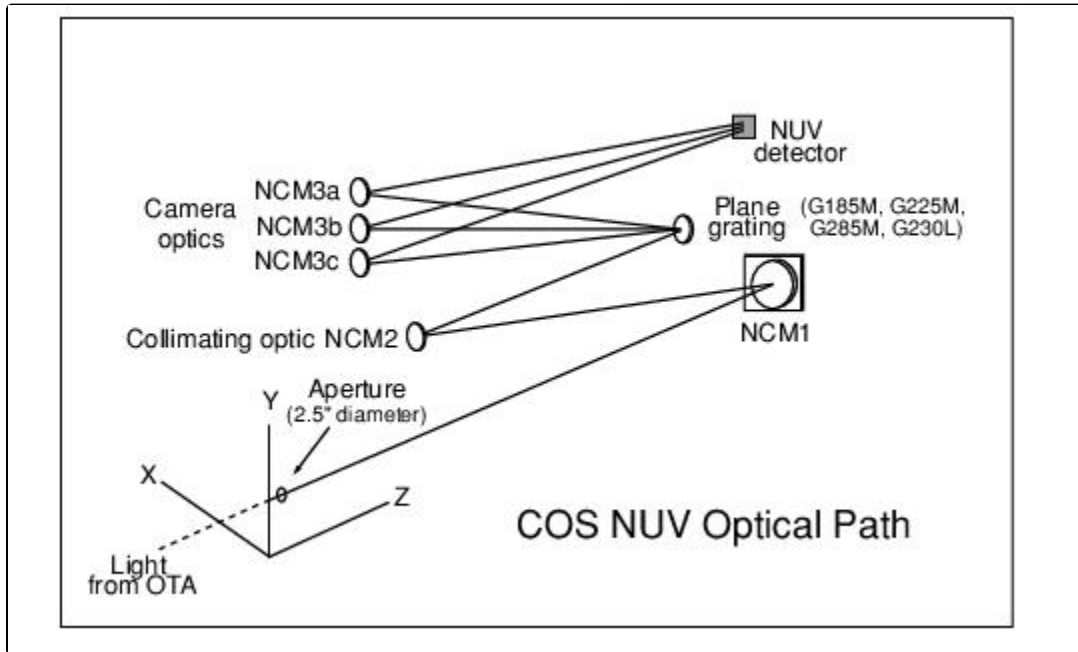 NUV
detector
NCM3a
Camera
optics
NCM3b
NCM3c
Plane
grating
(G185M, G225M,
G285M, G230L)
NCM1
Collimating optic NCM2
Aperture
(2.5" diameter)
Y
X
Z
COS NUV Optical Path
Light
from OTA